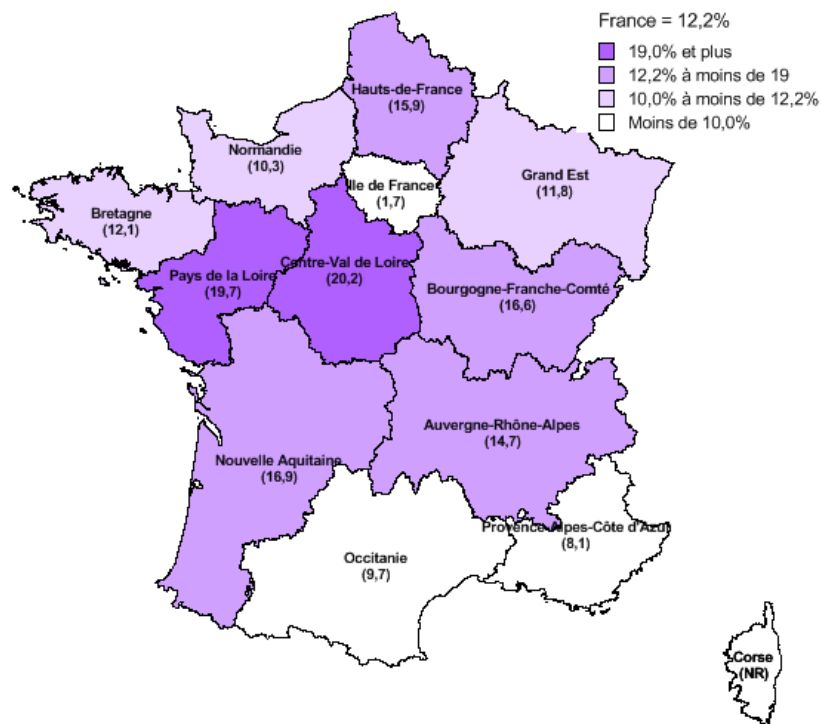 France = 12,2%
19,0% et plus
12,2% à moins de 19
10,0% à moins de 12,2%
Moins de 10,0%
Hauts-de-France
(15,9)
Normandie
(10,3)
Ile de France
(1,7)
Grand Est
(11,8)
Bretagne
(12,1)
Pays de la Loire
(19,7)
Centre-Val de Loire
(20,2)
Bourgogne-Franche-Comté
(16,6)
Auvergne-Rhône-Alpes
(14,7)
Nouvelle Aquitaine
(16,9)
Provence-Alpes-Côte d'Azur
(8,1)
Occitanie
(9,7)
Corse
(NR)